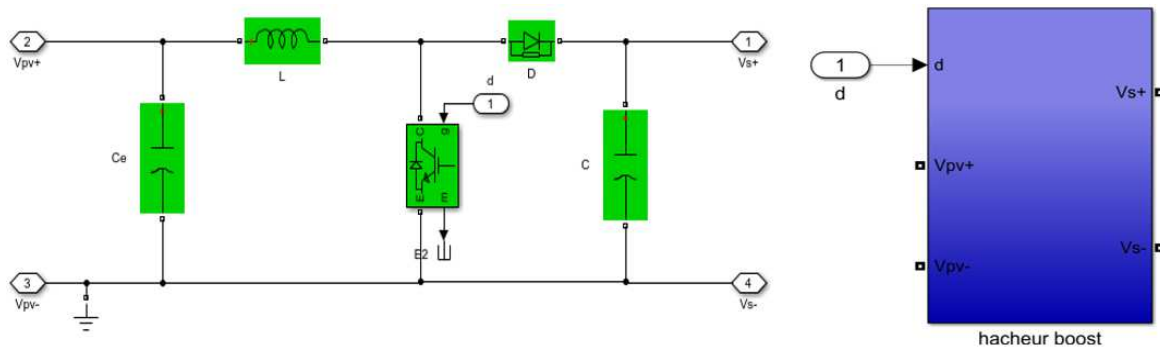 2
Vpv+
L
D
1
Vs+
d
1
Ce
C
g
E
m
C
E2
3
Vpv-
4
Vs-
1
d
d
Vs+
Vpv+
Vs-
Vpv-
hacheur boost